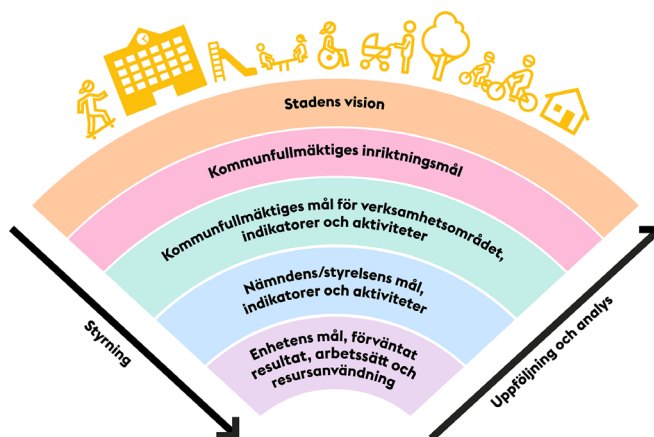 Stadens vision
Kommunfullmäktiges inriktningsmål
Kommunfullmäktiges mål för verksamhetsområdet,
indikatorer och aktiviteter
Nämndens/styrelsens mål,
indikatorer och aktiviteter
Enhetens mål, förväntat
resultat, arbetssätt och
resursanvändning
Styrning
Uppföljning och analys